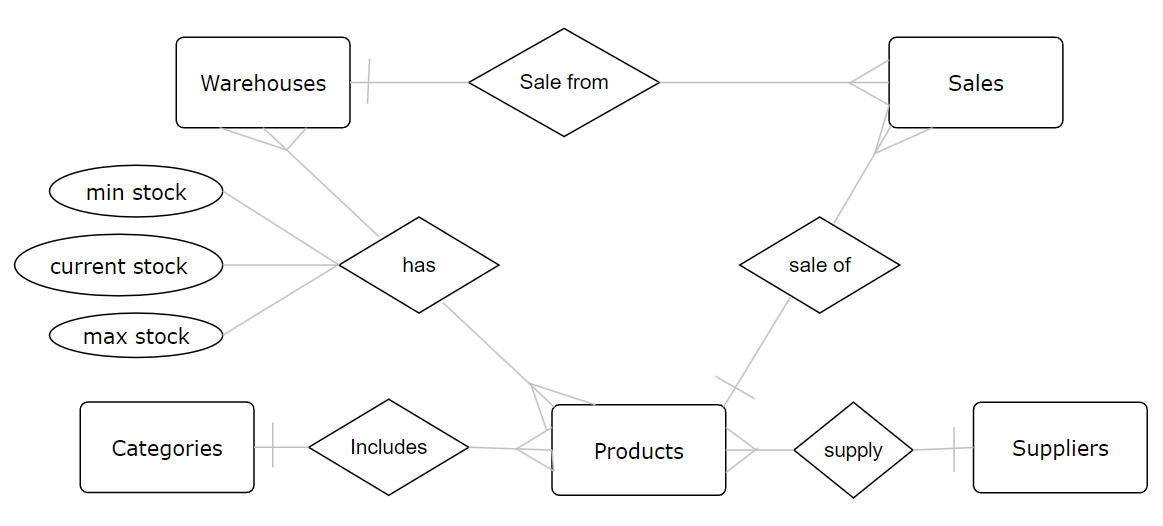 Warehouses
Sale from
Sales
min stock
current stock
max stock
has
sale of
Categories
Includes
Products
supply
Suppliers